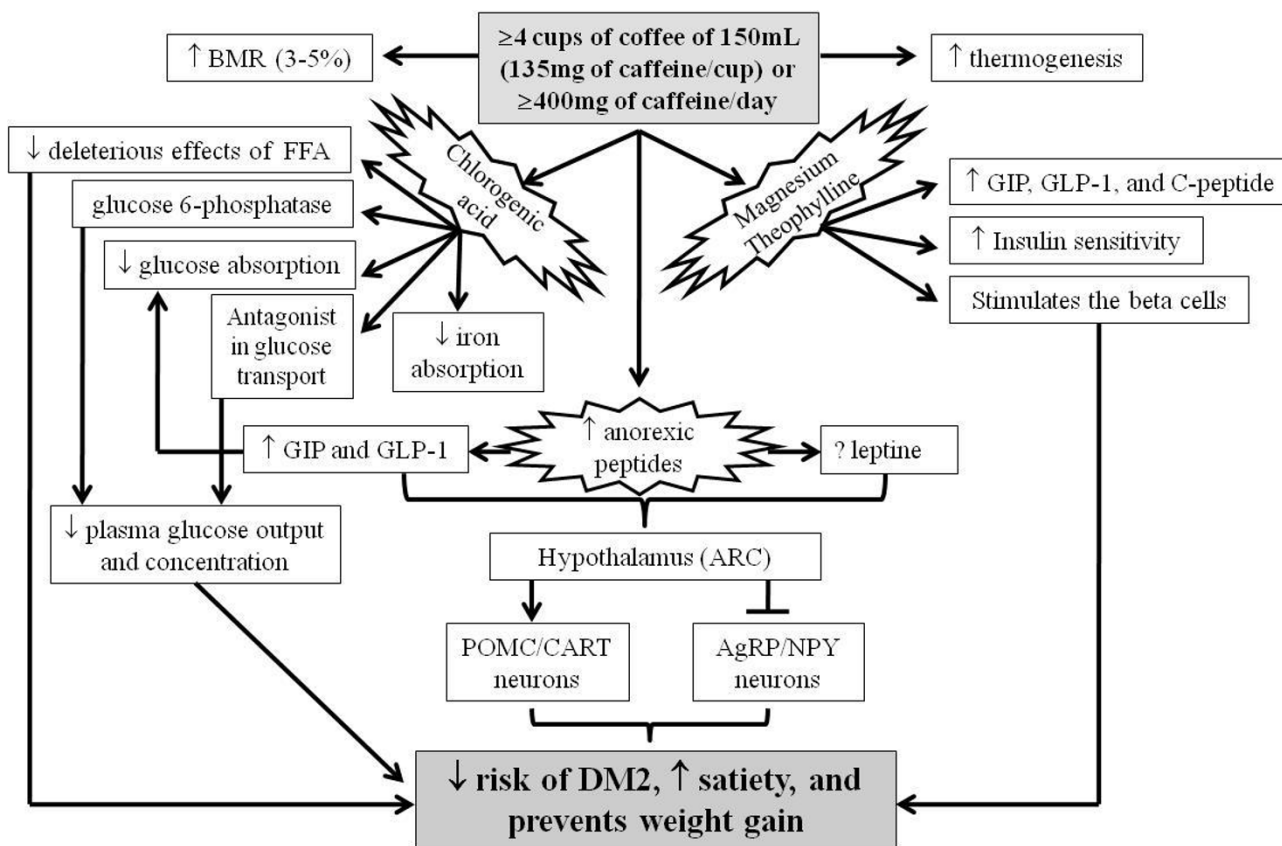 ≥4 cups of coffee of 150mL
(135mg of caffeine/cup) or
≥400mg of caffeine/day
↑ BMR (3-5%)
↑ thermogenesis
↓ deleterious effects of FFA
glucose 6-phosphatase
↓ glucose absorption
Antagonist
in glucose
transport
↓ iron
absorption
Chlorogenic
acid
Magnesium
Theophylline
↑ GIP, GLP-1, and C-peptide
↑ Insulin sensitivity
Stimulates the beta cells
↑ GIP and GLP-1
↑ anorexic
peptides
? leptine
↓ plasma glucose output
and concentration
Hypothalamus (ARC)
POMC/CART
neurons
AgRP/NPY
neurons
↓ risk of DM2, ↑ satiety, and
prevents weight gain